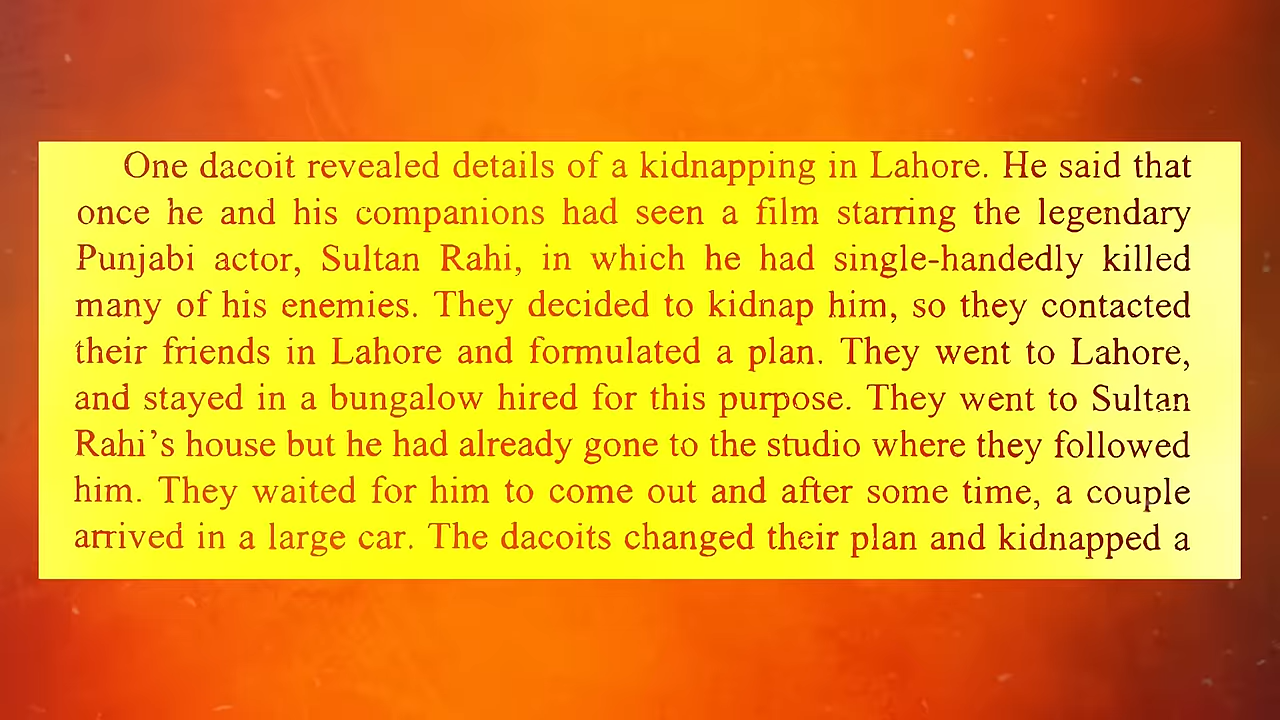 One dacoit revealed details of a kidnapping in Lahore. He said that
once he and his companions had seen a film starring the legendary
Punjabi actor, Sultan Rahi, in which he had single-handedly killed
many of his enemies. They decided to kidnap him, so they contacted
their friends in Lahore and formulated a plan. They went to Lahore,
and stayed in a bungalow hired for this purpose. They went to Sultan
Rahi's house but he had already gone to the studio where they followed
him. They waited for him to come out and after some time, a couple
arrived in a large car. The dacoits changed their plan and kidnapped a